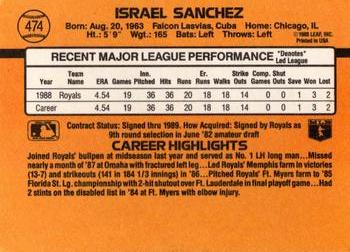 474
ISRAEL SANCHEZ
© 1989 LEAF, INC.
Born: Aug. 20, 1963 Falcon Lasvias, Cuba Home: Chicago, IL
Ht.: 5'9" Wgt.: 165 Bats: Left Throws: Left
RECENT MAJOR LEAGUE PERFORMANCE *Denotes* Led League
Year Team Name ERA Games Inn. Pitched Hits Runs Er. Runs Walks Strike Outs Comp. Games Shut Outs Saves Won Lost
1988 Royals 4.54 19 36 36 20 18 18 14 0 0 1 3 2
Career 4.54 19 36 36 20 18 18 14 0 0 1 3 2
Contract Status: Signed thru 1989. How Acquired: Signed by Royals as
9th round selection in June '82 amateur draft
CAREER HIGHLIGHTS
Joined Royals' bullpen at midseason last year and served as No. 1 LH long man...Missed
nearly a month of '87 at Omaha with fractured left leg...Led Royals' Memphis farm in victories
(13-7) and strikeouts (141 in 184 1/3 innings) in '86...Pitched Royals' Ft. Myers farm to '85
Florida St. Lg. championship with 2-hit shutout over Ft. Lauderdale in final playoff game...Had
2 stints on the disabled list in '84 at Ft. Myers with elbow trouble.